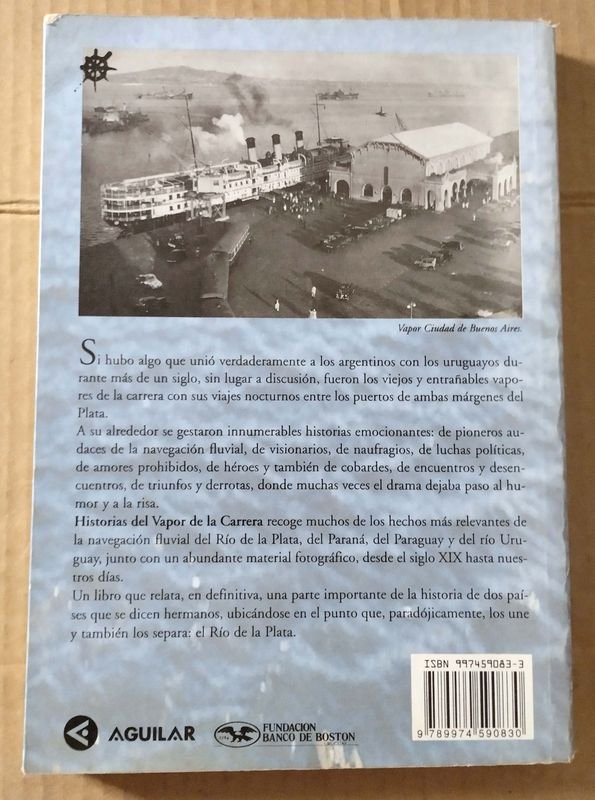 Vapor Ciudad de Buenos Aires.
Si hubo algo que unió verdaderamente a los argentinos con los uruguayos du-
rante más de un siglo, sin lugar a discusión, fueron los viejos y entrañables vapo-
res de la carrera con sus viajes nocturnos entre los puertos de ambas márgenes del
Plata.
A su alrededor se gestaron innumerables historias emocionantes: de pioneros au-
daces de la navegación fluvial, de visionarios, de naufragios, de luchas políticas,
de amores prohibidos, de héroes y también de cobardes, de encuentros y desen-
cuentros, de triunfos y derrotas, donde muchas veces el drama dejaba paso al hu-
mor y a la risa.
Historias del Vapor de la Carrera recoge muchos de los hechos más relevantes de
la navegación fluvial del Río de la Plata, del Paraná, del Paraguay y del río Uru-
guay, junto con un abundante material fotográfico, desde el siglo XIX hasta nues-
tros días.
Un libro que relata, en definitiva, una parte importante de la historia de dos paí-
ses que se dicen hermanos, ubicándose en el punto que, paradójicamente, los une
y también los separa: el Río de la Plata.
ISBN 997459083-3
9 789974 590830
AGUILAR
FUNDACIÓN
BANCO DE BOSTON